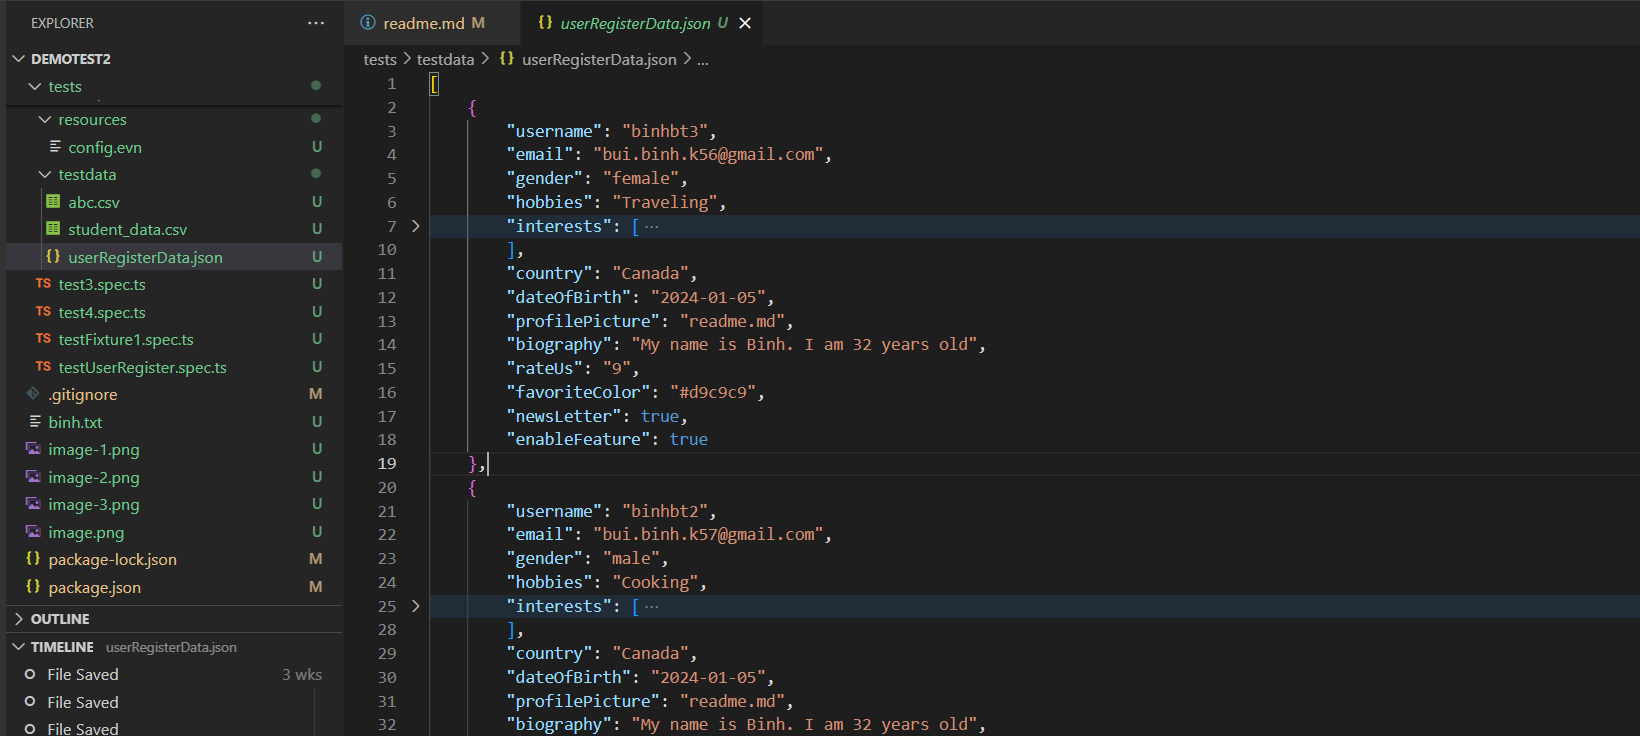 EXPLORER ...
DEMOTEST2
tests
resources
config.evn U
testdata
abc.csv U
student_data.csv U
{} userRegisterData.json U
TS test3.spec.ts U
TS test4.spec.ts U
TS testFixture1.spec.ts U
TS testUserRegister.spec.ts U
.gitignore M
binh.txt U
image-1.png U
image-2.png U
image-3.png U
image.png U
{} package-lock.json M
{} package.json M
OUTLINE
TIMELINE userRegisterData.json
File Saved 3 wks
File Saved
File Saved
readme.md M
{} userRegisterData.json U
tests > testdata > {} userRegisterData.json > ...
1 [
2 {
3 "username": "binhbt3",
4 "email": "bui.binh.k56@gmail.com",
5 "gender": "female",
6 "hobbies": "Traveling",
7 "interests": [ ...
10 ],
11 "country": "Canada",
12 "dateOfBirth": "2024-01-05",
13 "profilePicture": "readme.md",
14 "biography": "My name is Binh. I am 32 years old",
15 "rateUs": "9",
16 "favoriteColor": "#d9c9c9",
17 "newsLetter": true,
18 "enableFeature": true
19 },
20 {
21 "username": "binhbt2",
22 "email": "bui.binh.k57@gmail.com",
23 "gender": "male",
24 "hobbies": "Cooking",
25 "interests": [ ...
28 ],
29 "country": "Canada",
30 "dateOfBirth": "2024-01-05",
31 "profilePicture": "readme.md",
32 "biography": "My name is Binh. I am 32 years old",